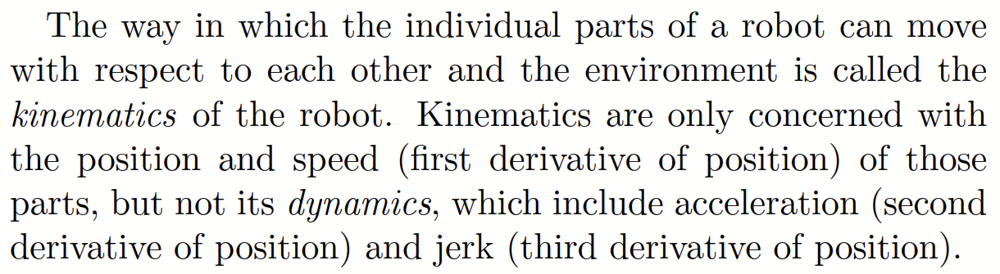 The way in which the individual parts of a robot can move
with respect to each other and the environment is called the
kinematics of the robot. Kinematics are only concerned with
the position and speed (first derivative of position) of those
parts, but not its dynamics, which include acceleration (second
derivative of position) and jerk (third derivative of position).